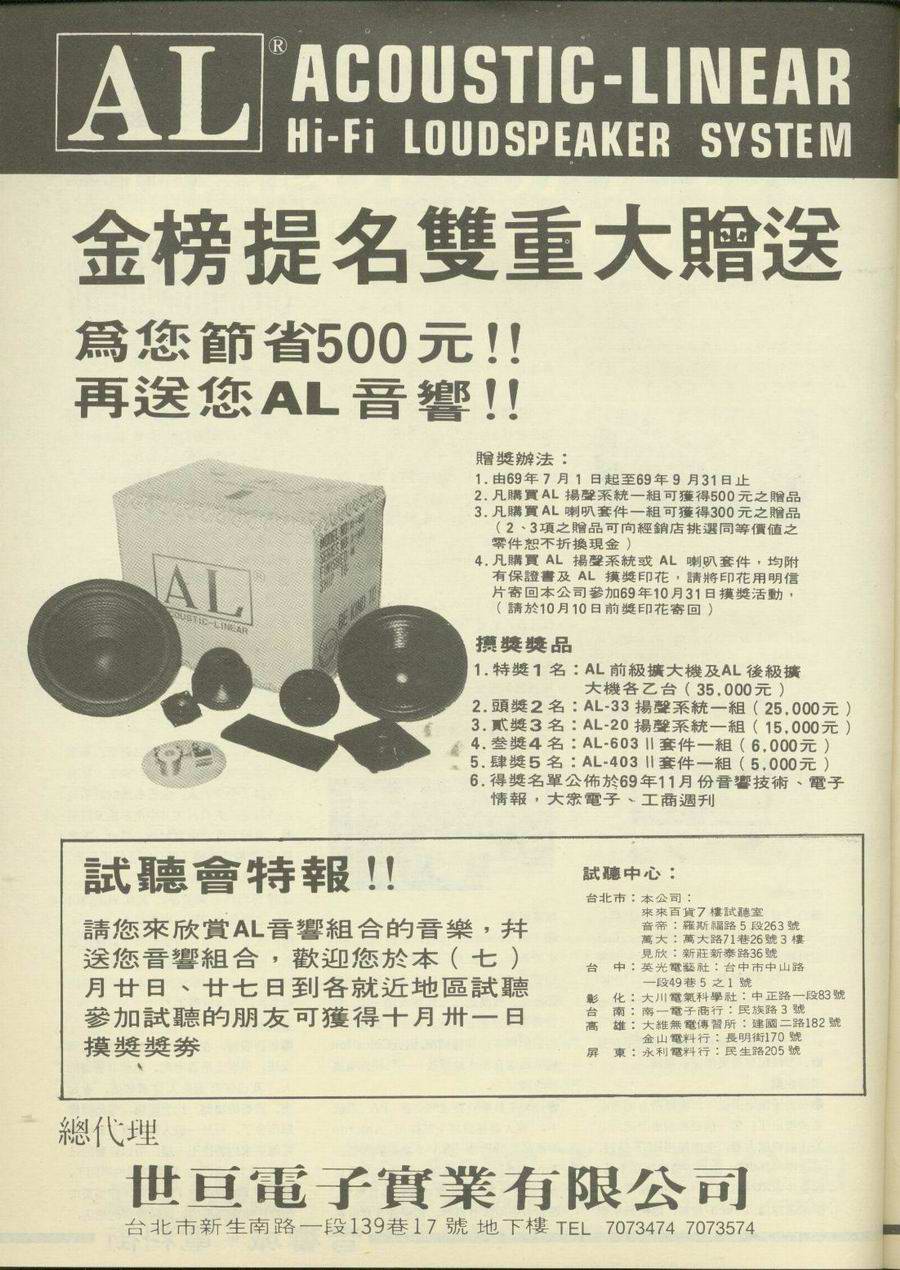 AL®
ACOUSTIC-LINEAR
Hi-Fi LOUDSPEAKER SYSTEM
金榜提名雙重大贈送
為您節省500元!!
再送您AL音響!!
贈獎辦法：
1. 由69年7月1日起至69年9月31日止
2. 凡購買AL 揚聲系統一組可獲得500元之贈品
3. 凡購買AL 喇叭套件一組可獲得300元之贈品
（2、3項之贈品可向經銷店挑選同等價值之
零件恕不折換現金）
4. 凡購買 AL 揚聲系統或 AL 喇叭套件，均附
有保證書及 AL 摸獎印花，請將印花用明信
片寄回本公司參加69年10月31日摸獎活動，
（請於10月10日前獎印花寄回）
摸獎獎品
1. 特獎1名：AL 前級擴大機及AL 後級擴
大機各乙台（35,000元）
2. 頭獎2名：AL-33 揚聲系統一組（25,000元）
3. 貳獎3名：AL-20 揚聲系統一組（15,000元）
4. 叁獎4名：AL-603 II 套件一組（6,000元）
5. 肆獎5名：AL-403 II 套件一組（5,000元）
6. 得獎名單公佈於69年11月份音響技術、電子
情報，大眾電子、工商週刊
AL
ACOUSTIC-LINEAR
BE KIND TO
試聽會特報!!
請您來欣賞AL音響組合的音樂，幷
送您音響組合，歡迎您於本（七）
月廿日、廿七日到各就近地區試聽
參加試聽的朋友可獲得十月卅一日
摸獎獎券
試聽中心：
台北市：本公司：
來來百貨7樓試聽室
音帝：羅斯福路5段263號
萬大：萬大路71巷26號3樓
見欣：新莊新泰路36號
台　中：英光電藝社：台中市中山路
一段49巷5之1號
彰　化：大川電氣科學社：中正路一段83號
台　南：南一電子商行：民族路3號
高　雄：大雄無電傳習所：建國二路182號
金山電料行：長明街170號
屏　東：永利電料行：民生路205號
總代理
世亘電子實業有限公司
台北市新生南路一段139巷17號地下樓 TEL 7073474 7073574